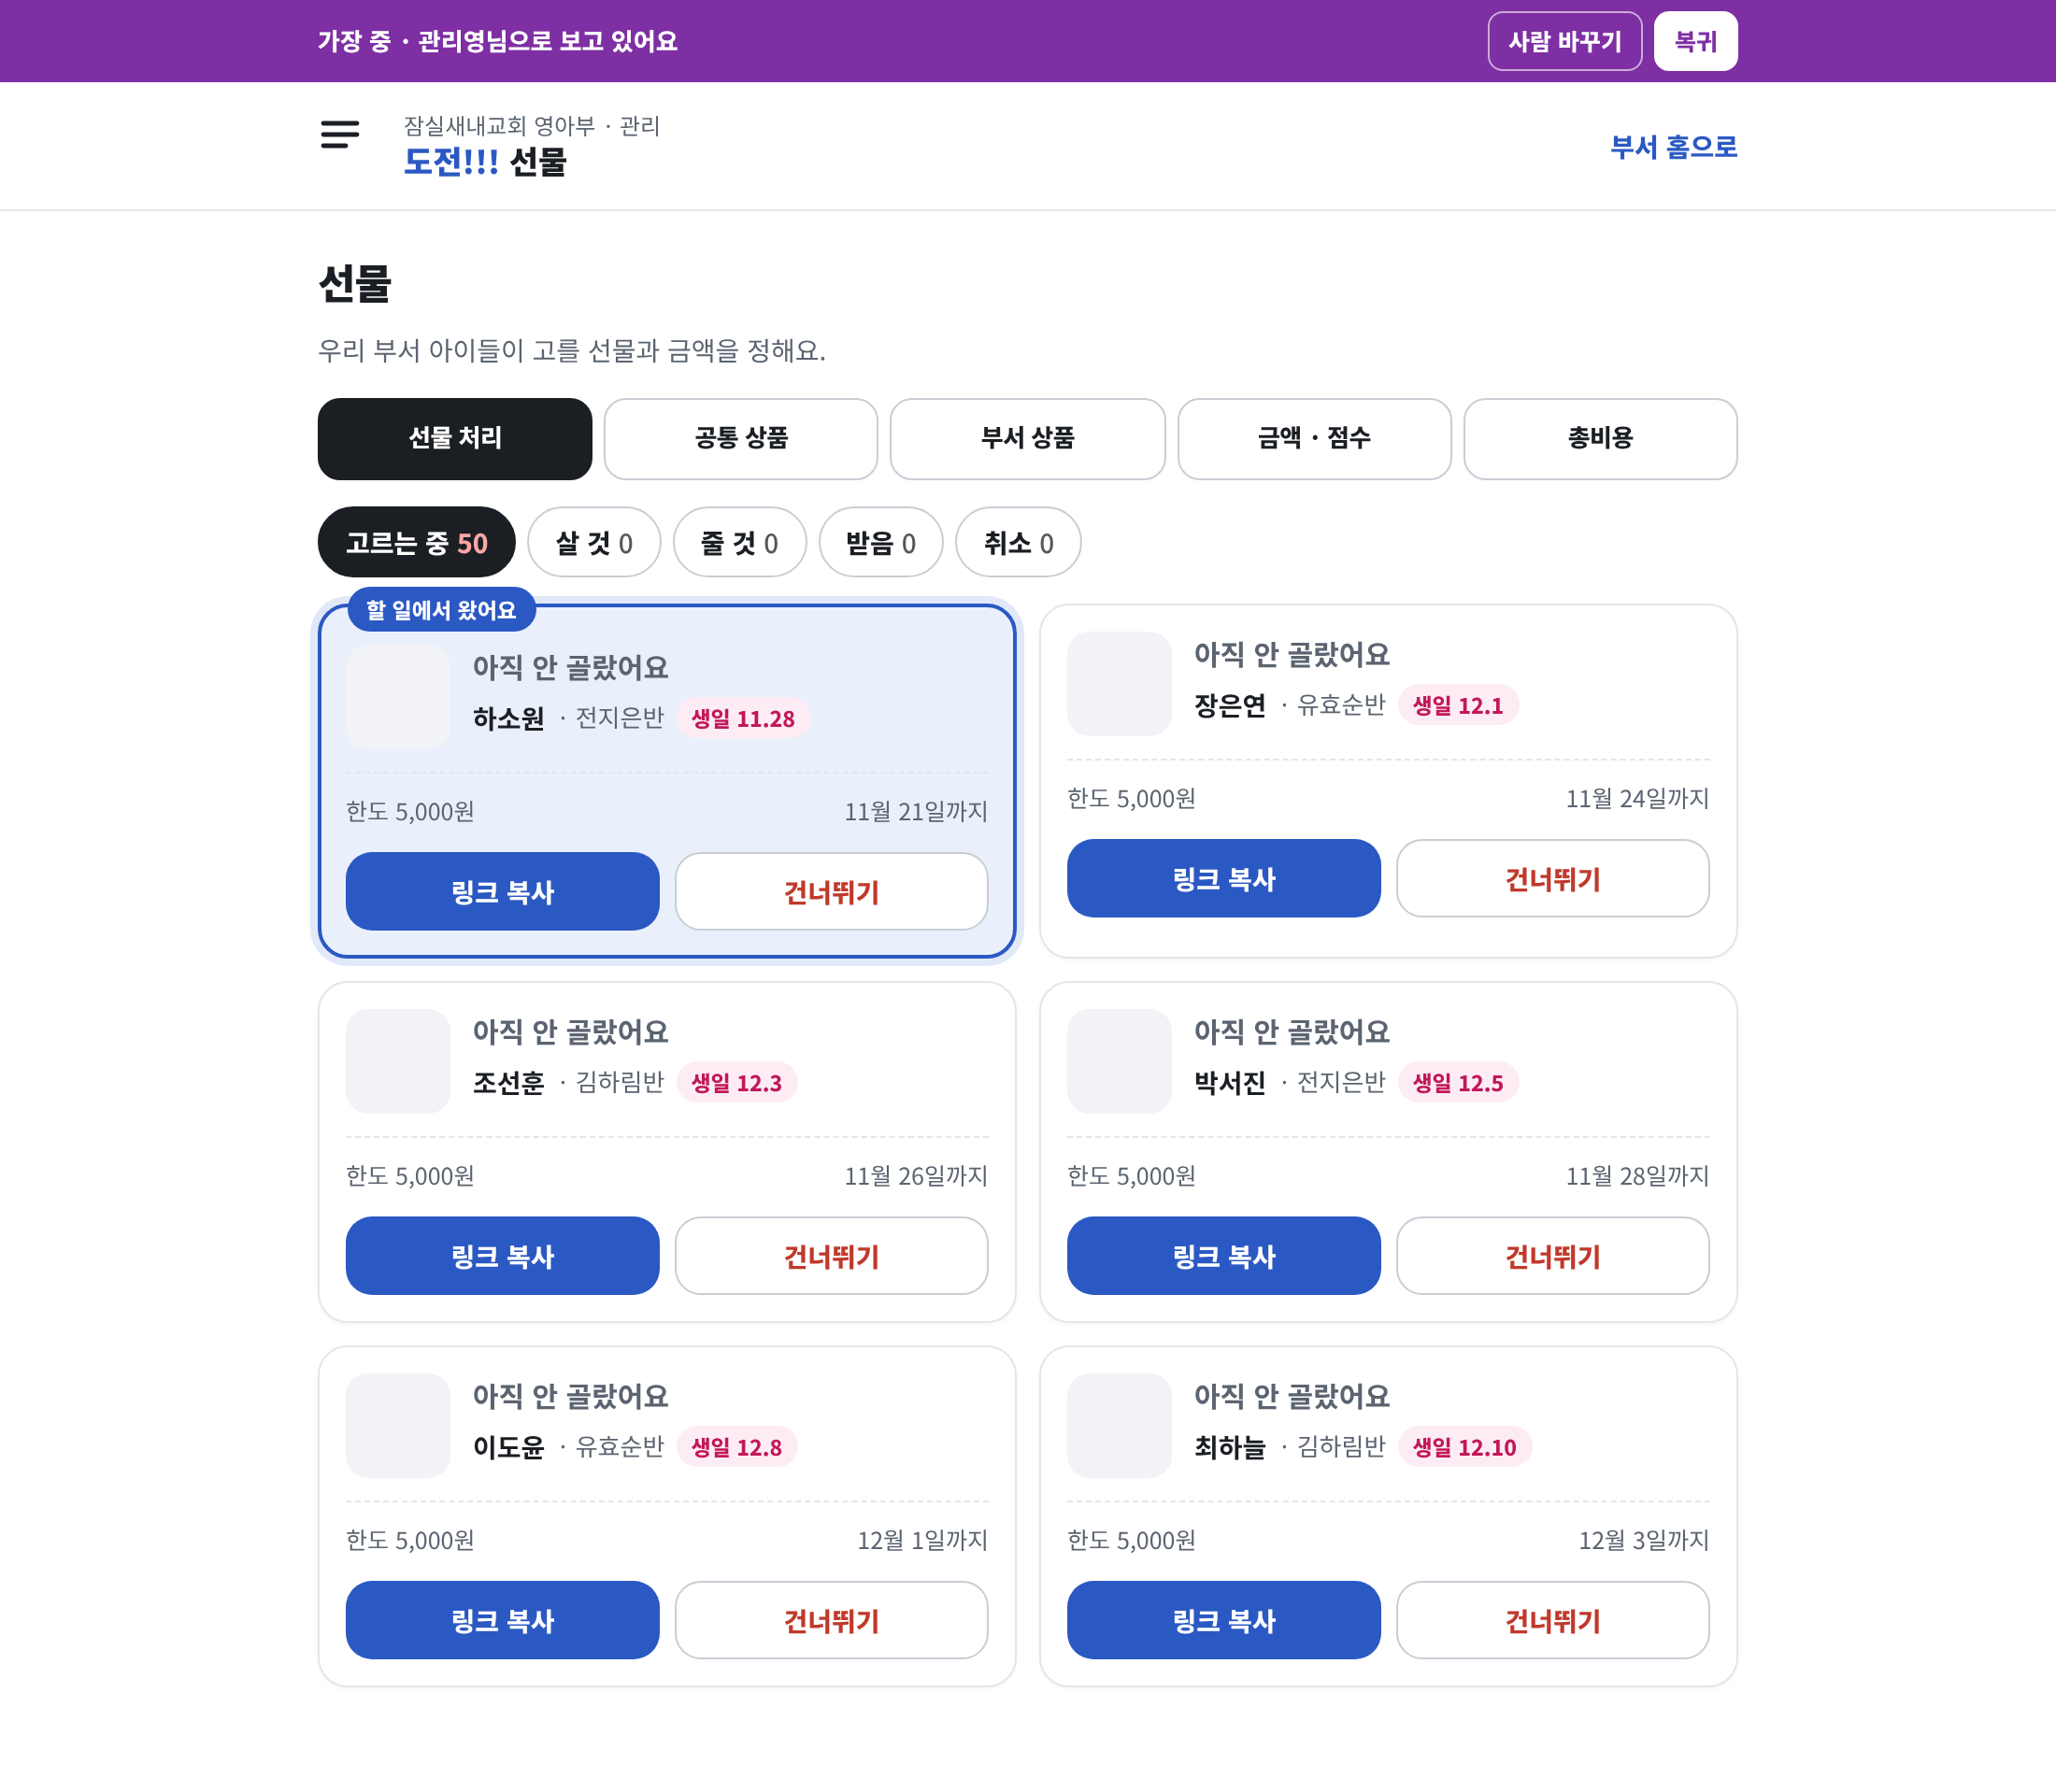 가장 중 · 관리영님으로 보고 있어요
사람 바꾸기
복귀
잠실새내교회 영아부 · 관리
도전!!! 선물
부서 홈으로
선물
우리 부서 아이들이 고를 선물과 금액을 정해요.
선물 처리
공통 상품
부서 상품
금액 · 점수
총비용
고르는 중 50
살 것 0
줄 것 0
받음 0
취소 0
할 일에서 왔어요
아직 안 골랐어요
하소원 · 전지은반 생일 11.28
한도 5,000원
11월 21일까지
링크 복사
건너뛰기
아직 안 골랐어요
장은연 · 유효순반 생일 12.1
한도 5,000원
11월 24일까지
링크 복사
건너뛰기
아직 안 골랐어요
조선훈 · 김하림반 생일 12.3
한도 5,000원
11월 26일까지
링크 복사
건너뛰기
아직 안 골랐어요
박서진 · 전지은반 생일 12.5
한도 5,000원
11월 28일까지
링크 복사
건너뛰기
아직 안 골랐어요
이도윤 · 유효순반 생일 12.8
한도 5,000원
12월 1일까지
링크 복사
건너뛰기
아직 안 골랐어요
최하늘 · 김하림반 생일 12.10
한도 5,000원
12월 3일까지
링크 복사
건너뛰기